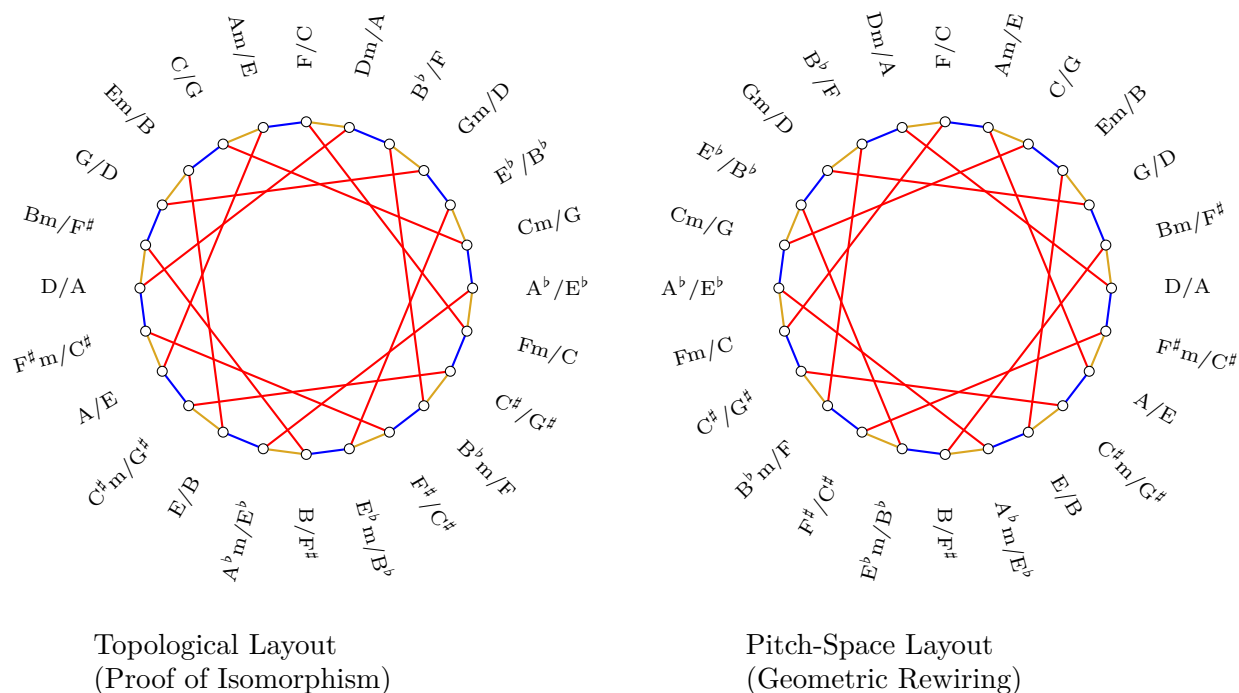 F/C
Dm/A
B♭/F
Gm/D
E♭/B♭
Cm/G
A♭/E♭
Fm/C
C♯/G♯
B♭m/F
F♯/C♯
E♭m/B♭
B/F♯
A♭m/E♭
E/B
C♯m/G♯
A/E
F♯m/C♯
D/A
Bm/F♯
G/D
Em/B
C/G
Am/E
Topological Layout
(Proof of Isomorphism)
F/C
Am/E
C/G
Em/B
G/D
Bm/F♯
D/A
F♯m/C♯
A/E
C♯m/G♯
E/B
A♭m/E♭
B/F♯
E♭m/B♭
F♯/C♯
B♭m/F
C♯/G♯
Fm/C
A♭/E♭
Cm/G
E♭/B♭
Gm/D
B♭/F
Dm/A
Pitch-Space Layout
(Geometric Rewiring)